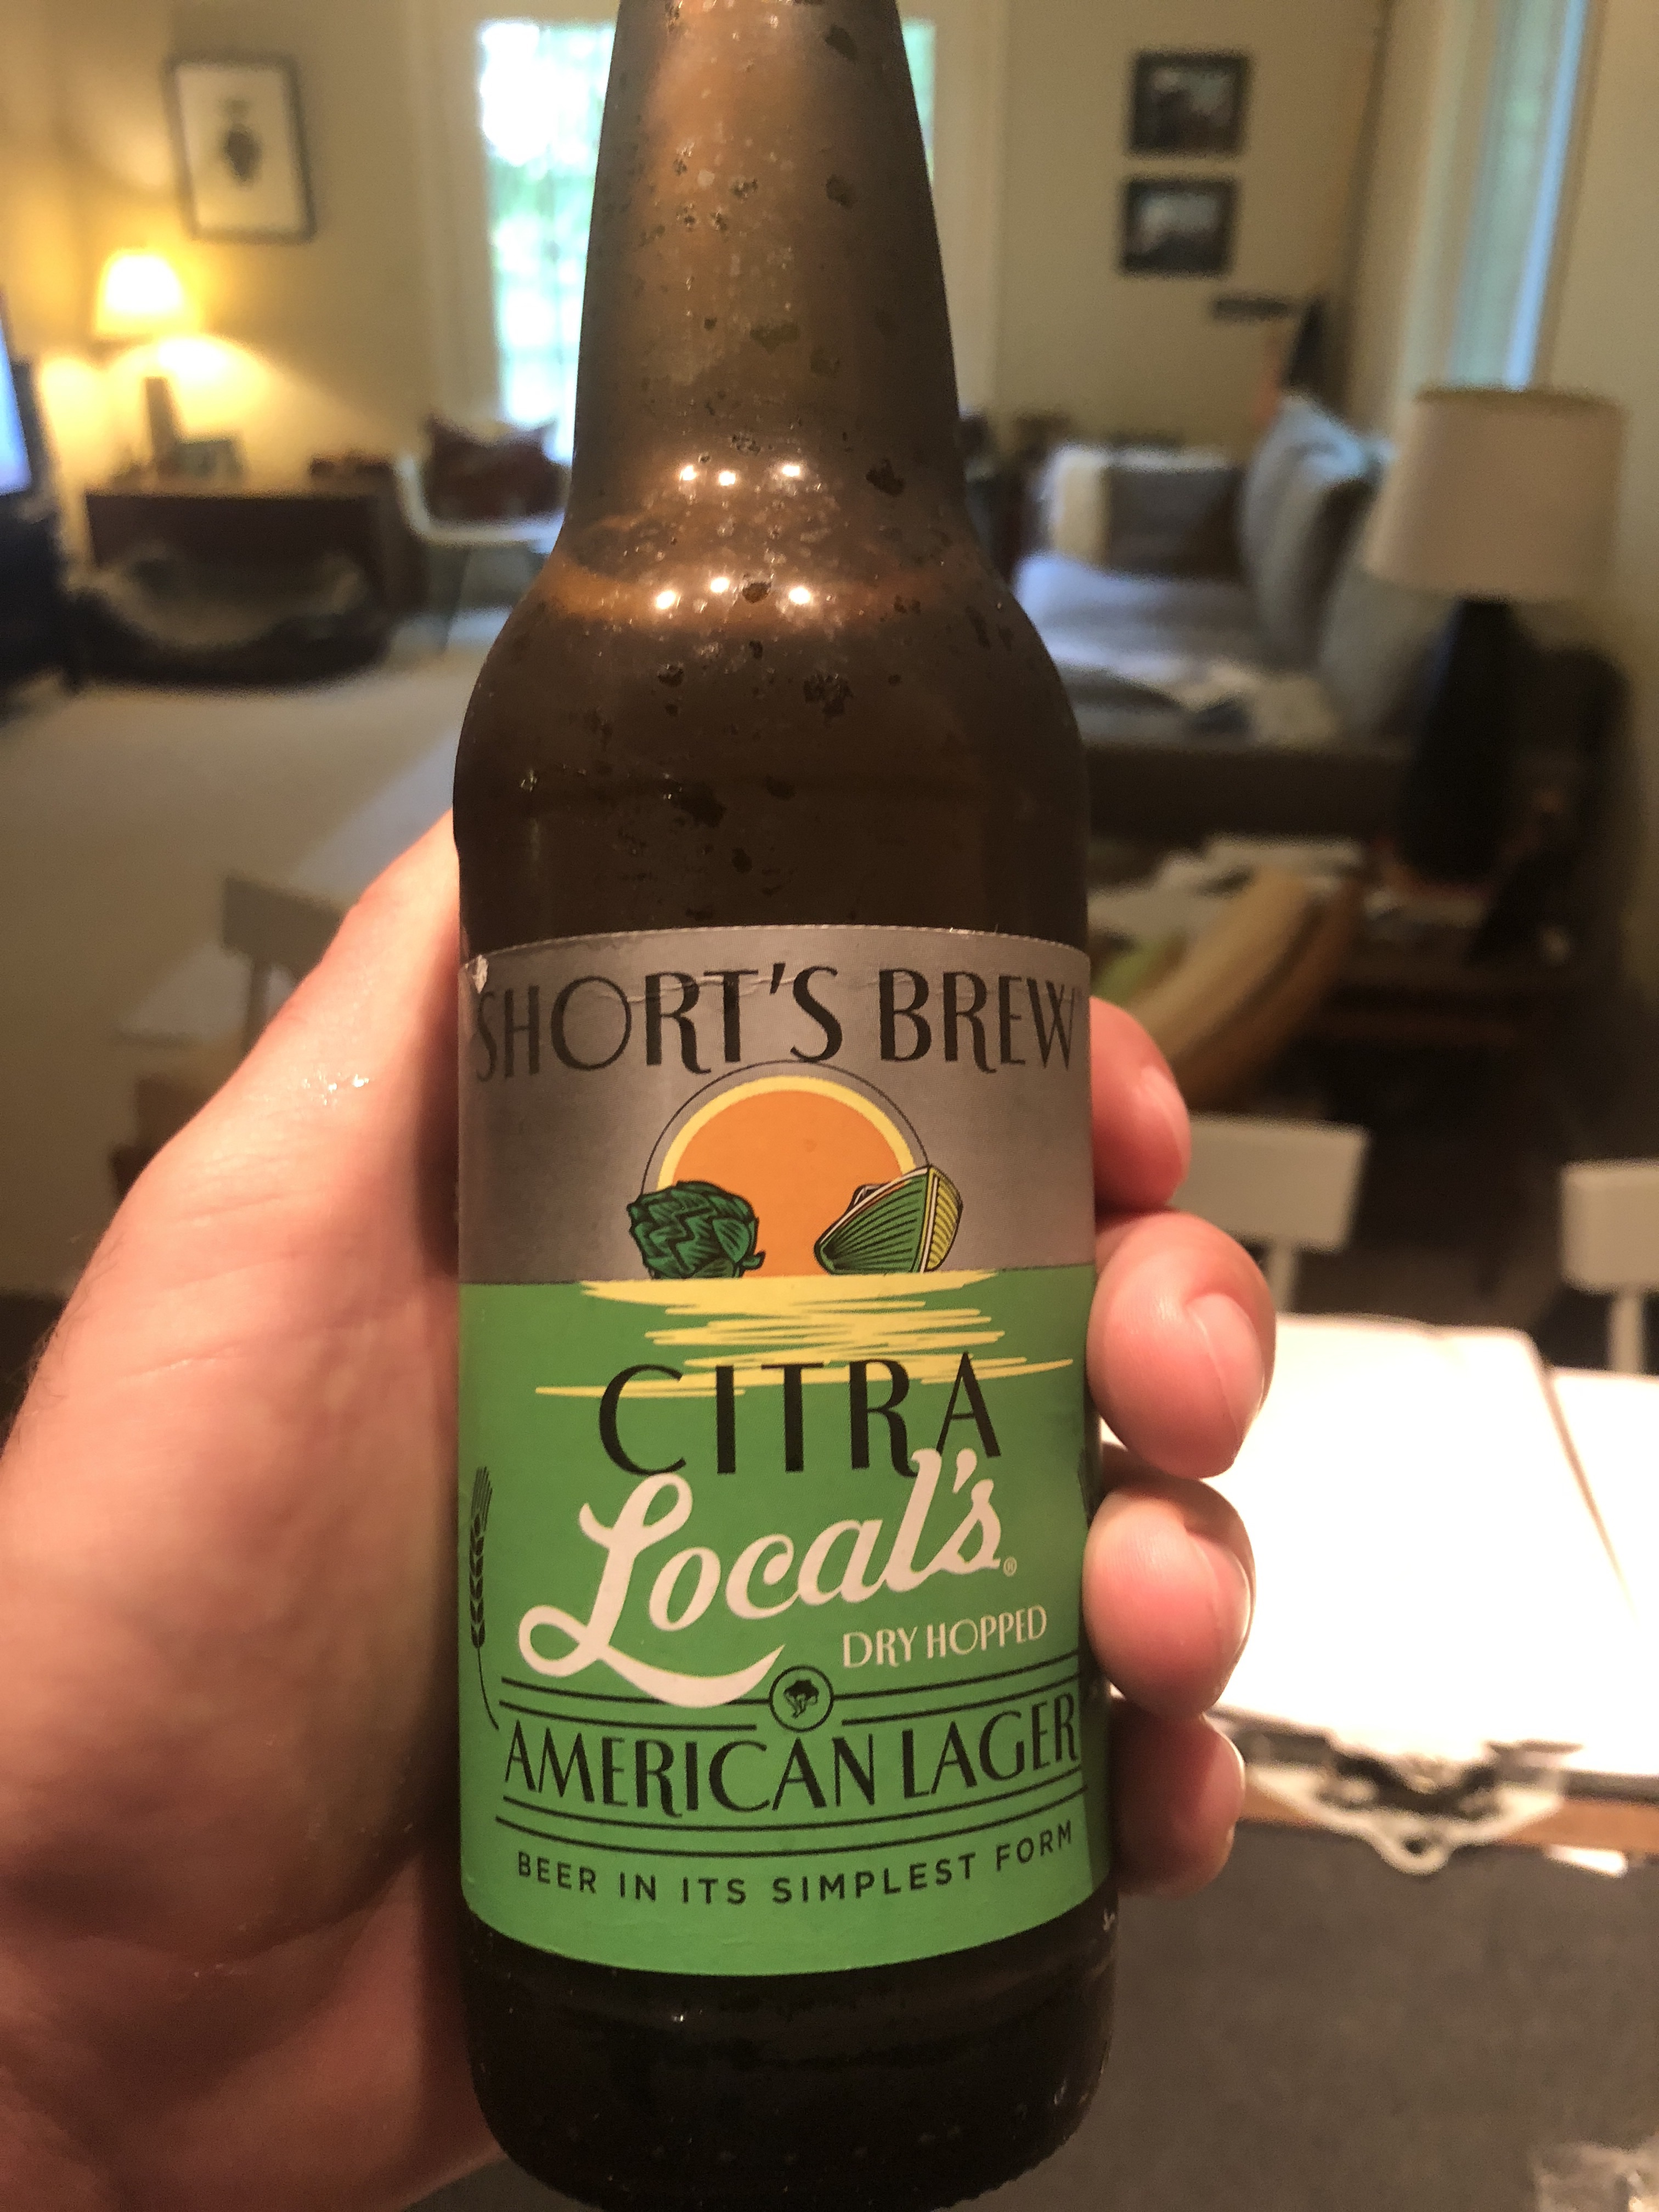 SHORT'S BREW
CITRA
Local's®
DRY HOPPED
AMERICAN LAGER
BEER IN ITS SIMPLEST FORM